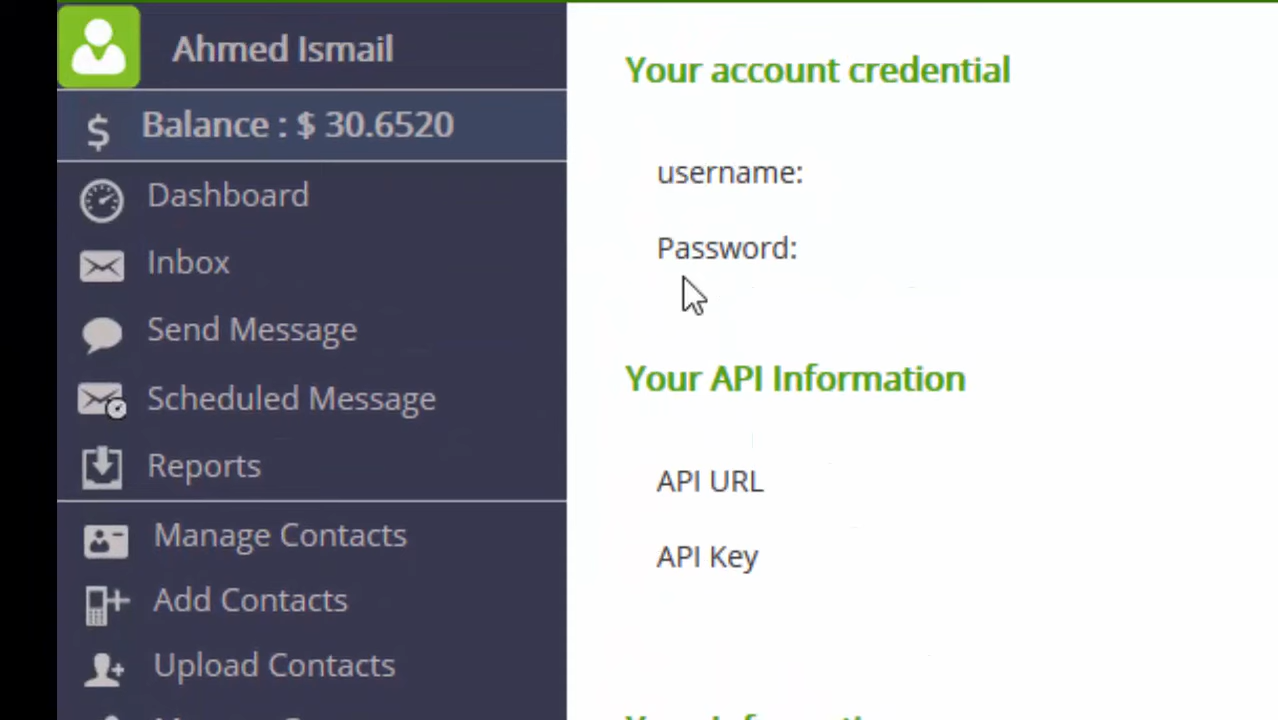 Ahmed Ismail
Balance : $ 30.6520
Dashboard
Inbox
Send Message
Scheduled Message
Reports
Manage Contacts
Add Contacts
Upload Contacts
Your account credential
username:
Password:
Your API Information
API URL
API Key